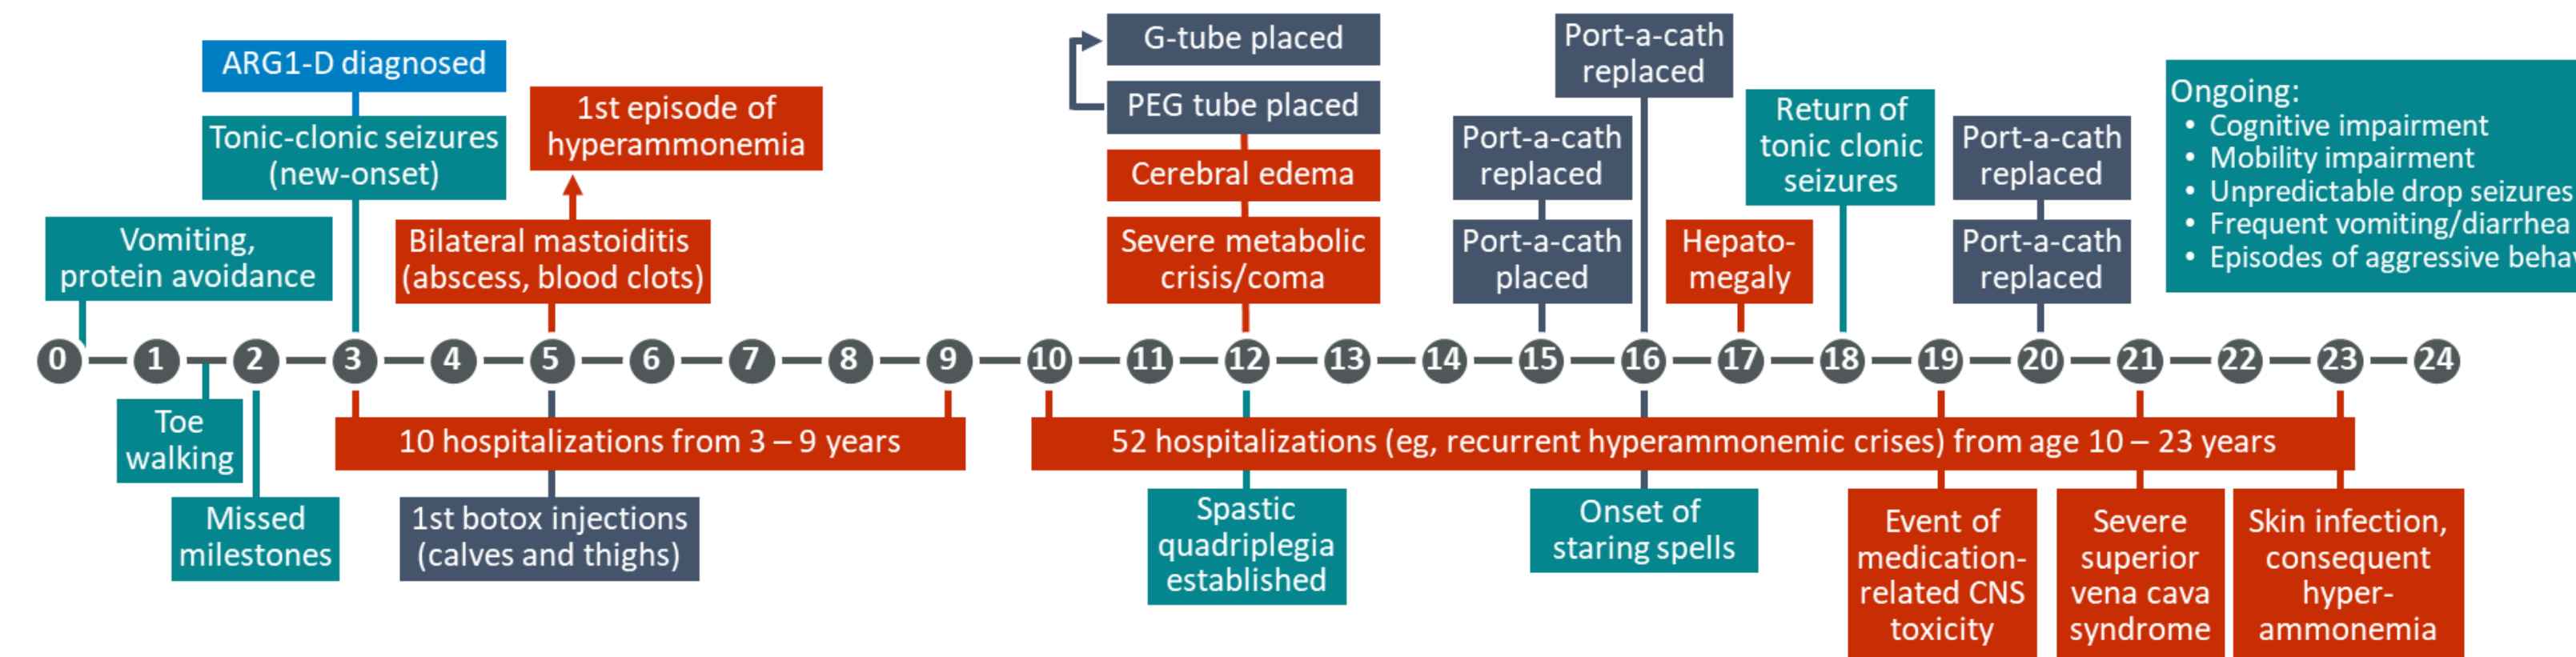 ARG1-D diagnosed
Tonic-clonic seizures
(new-onset)
Vomiting,
protein avoidance
1st episode of
hyperammonemia
Bilateral mastoiditis
(abscess, blood clots)
G-tube placed
PEG tube placed
Cerebral edema
Severe metabolic
crisis/coma
Port-a-cath
replaced
Port-a-cath
placed
Port-a-cath
replaced
Hepato-
megaly
Return of
tonic clonic
seizures
Port-a-cath
replaced
Port-a-cath
replaced
Ongoing:
• Cognitive impairment
• Mobility impairment
• Unpredictable drop seizures
• Frequent vomiting/diarrhea
• Episodes of aggressive
0 1 2 3 4 5 6 7 8 9 10 11 12 13 14 15 16 17 18 19 20 21 22 23 24
Toe
walking
Missed
milestones
10 hospitalizations from 3 – 9 years
1st botox injections
(calves and thighs)
52 hospitalizations (eg, recurrent hyperammonemic crises) from age 10 – 23 years
Spastic
quadriplegia
established
Onset of
staring spells
Event of
medication-
related CNS
toxicity
Severe
superior
vena cava
syndrome
Skin infection,
consequent
hyper-
ammonemia